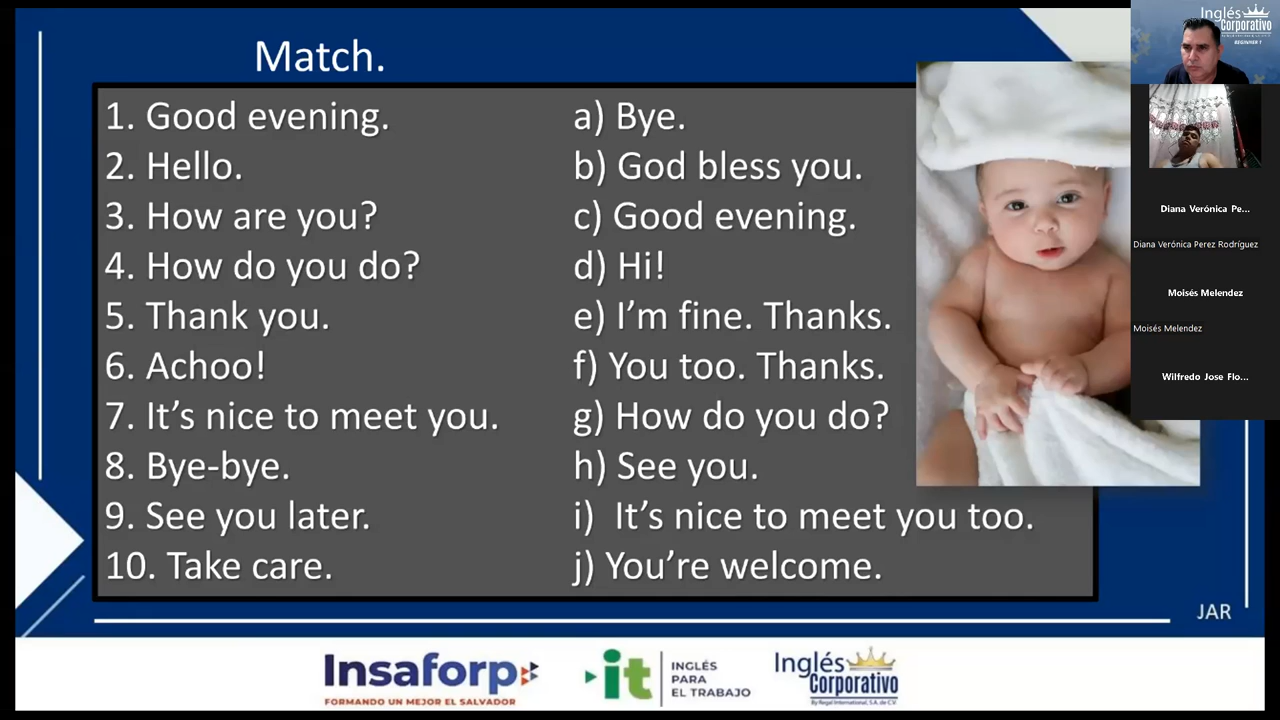 Match.
1. Good evening.
2. Hello.
3. How are you?
4. How do you do?
5. Thank you.
6. Achoo!
7. It’s nice to meet you.
8. Bye-bye.
9. See you later.
10. Take care.
a) Bye.
b) God bless you.
c) Good evening.
d) Hi!
e) I’m fine. Thanks.
f) You too. Thanks.
g) How do you do?
h) See you.
i) It’s nice to meet you too.
j) You’re welcome.
JAR
Insaforp
FORMANDO UN MEJOR EL SALVADOR
it
INGLÉS
PARA
EL TRABAJO
Inglés
Corporativo
By Regal International, S.A. de C.V.
Inglés
Corporativo
BEGINNER 1
Diana Verónica Pe...
Diana Verónica Perez Rodríguez
Moisés Melendez
Moisés Melendez
Wilfredo Jose Flo...